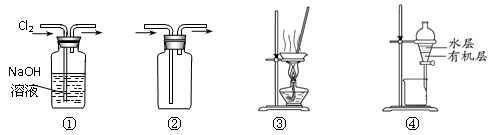 Cl₂
NaOH
溶液
水层
有机层
① ② ③ ④